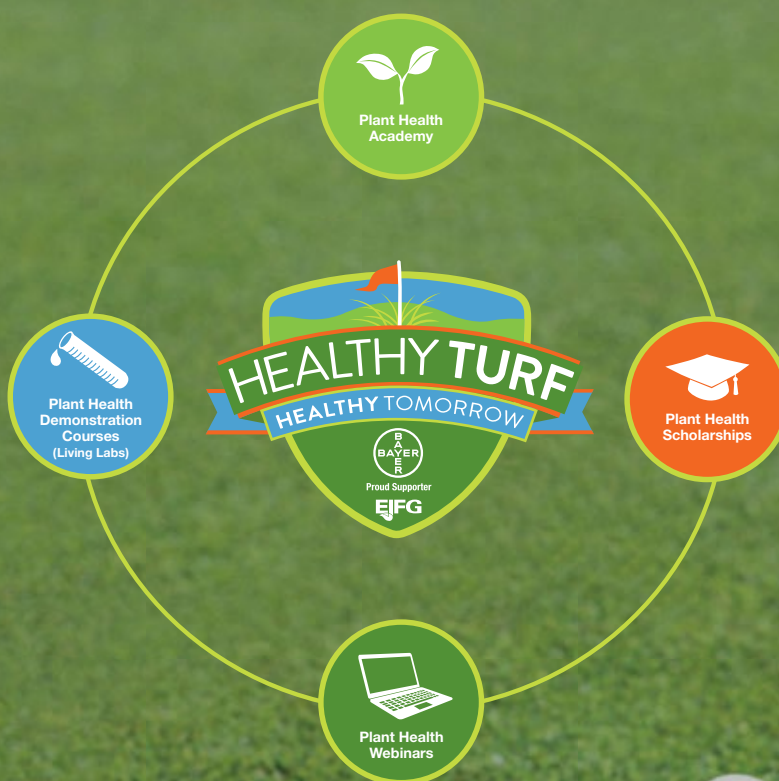 Plant Health
Academy
HEALTHY TURF
HEALTHY TOMORROW
BAYER
BAYER
Proud Supporter
EIFG
Plant Health
Demonstration
Courses
(Living Labs)
Plant Health
Scholarships
Plant Health
Webinars